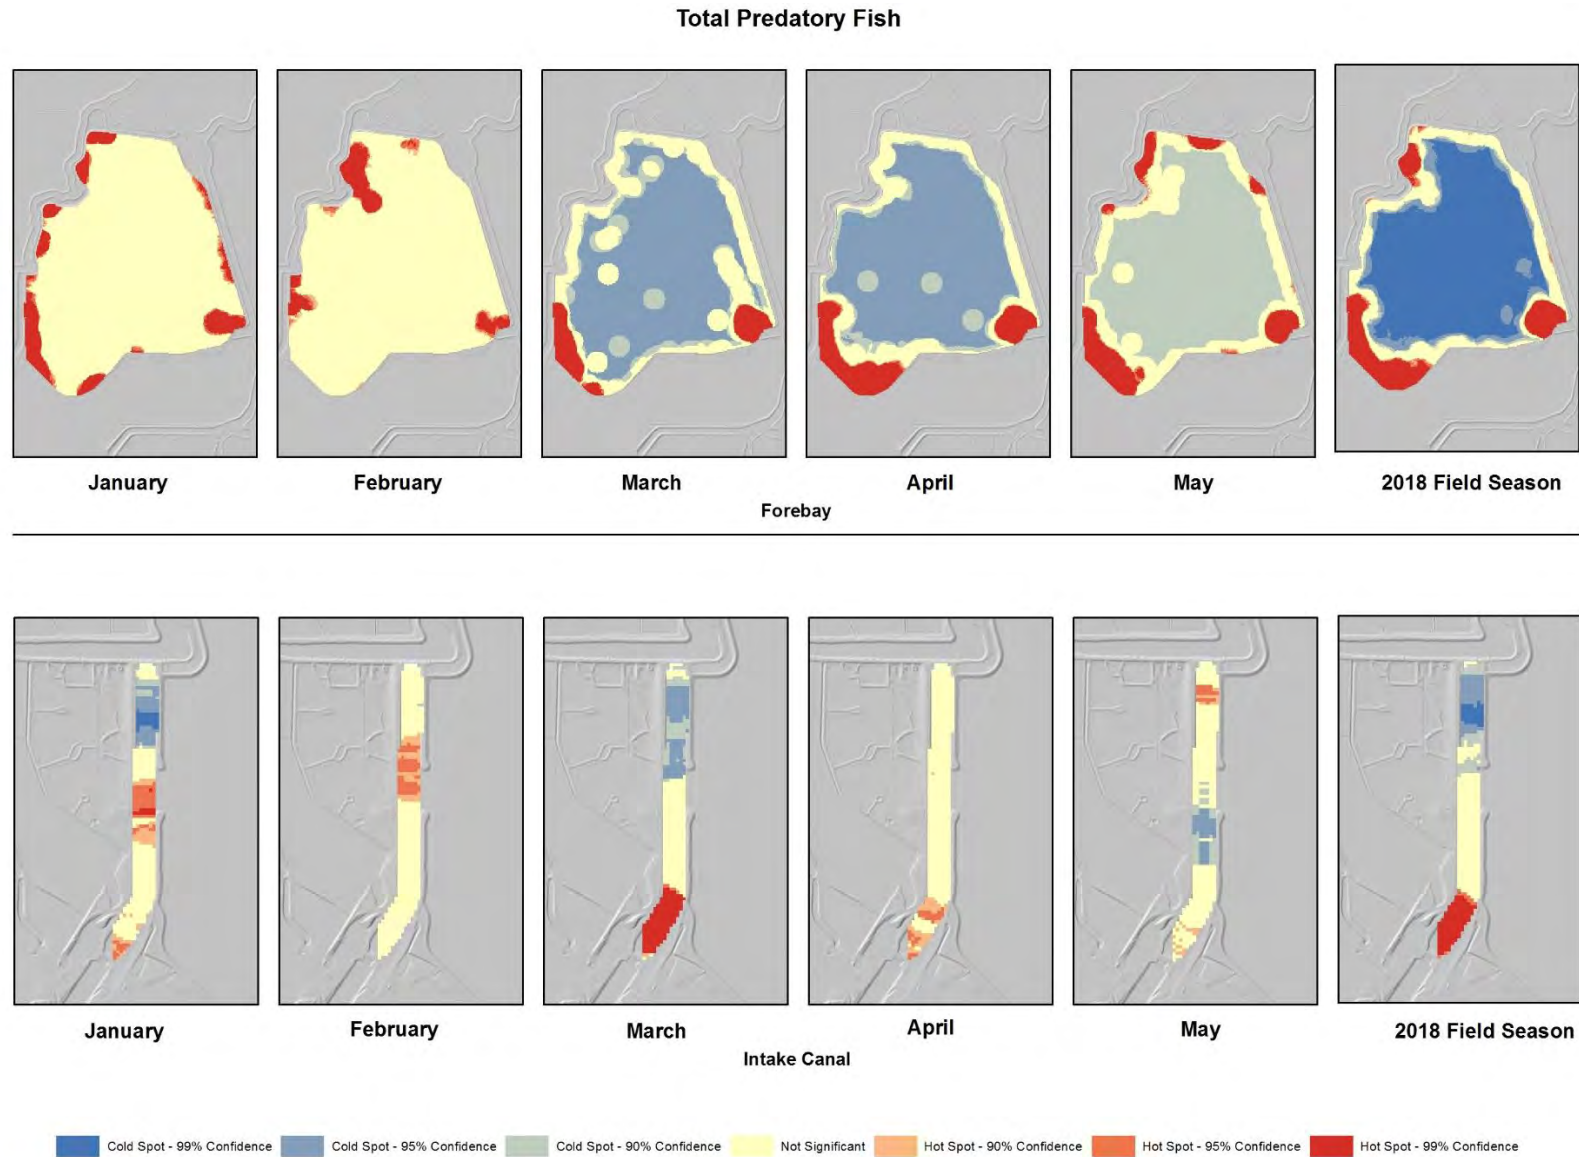 Total Predatory Fish
January
February
March
April
May
2018 Field Season
Forebay
January
February
March
April
May
2018 Field Season
Intake Canal
Cold Spot - 99% Confidence
Cold Spot - 95% Confidence
Cold Spot - 90% Confidence
Not Significant
Hot Spot - 90% Confidence
Hot Spot - 95% Confidence
Hot Spot - 99% Confidence